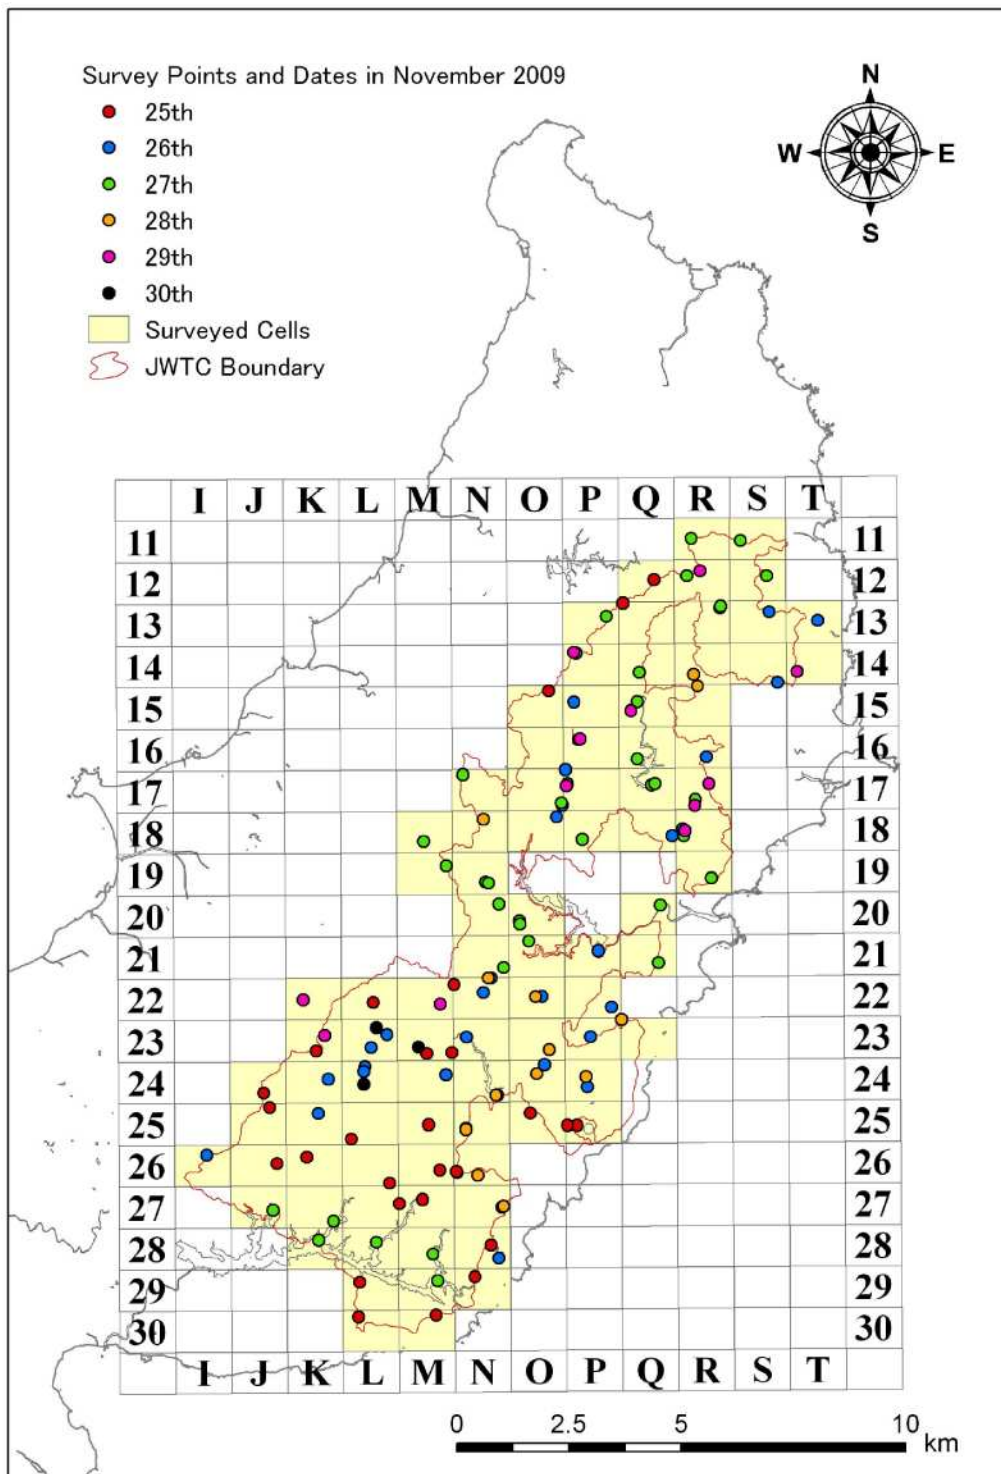 Survey Points and Dates in November 2009
25th
26th
27th
28th
29th
30th
Surveyed Cells
JWTC Boundary
N
W E
S
I J K L M N O P Q R S T
11 11
12 12
13 13
14 14
15 15
16 16
17 17
18 18
19 19
20 20
21 21
22 22
23 23
24 24
25 25
26 26
27 27
28 28
29 29
30 30
I J K L M N O P Q R S T
0 2.5 5 10
km